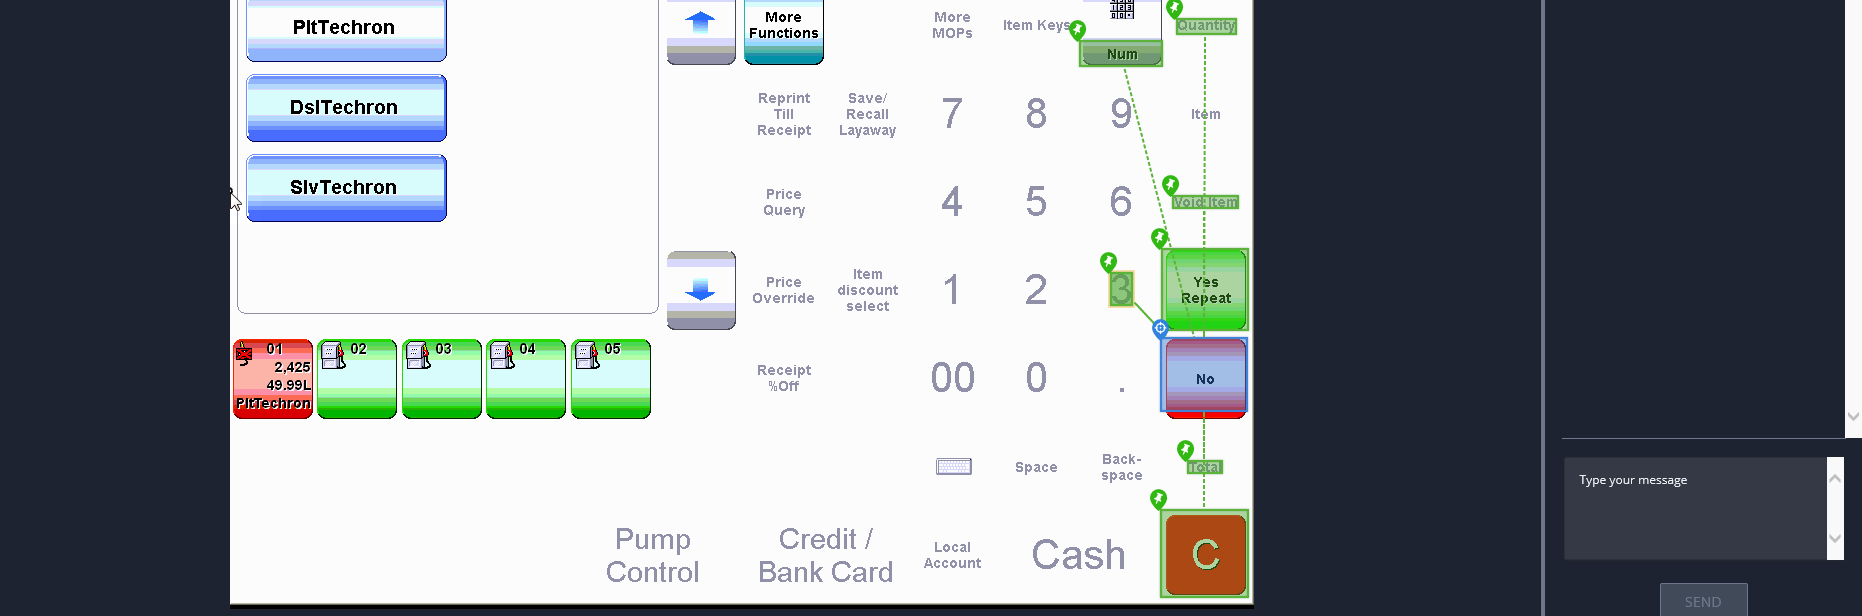 PltTechron
DslTechron
SlvTechron
More
Functions
More
MOPs
Item Keys
Num
Quantity
Reprint
Till
Receipt
Save/
Recall
Layaway
7
8
9
Item
Price
Query
4
5
6
Void Item
Price
Override
Item
discount
select
1
2
3
Yes
Repeat
01
2,425
49.99L
PltTechron
02
03
04
05
Receipt
%Off
00
0
.
No
Space
Back-
space
Total
Pump
Control
Credit /
Bank Card
Local
Account
Cash
C
Type your message
SEND